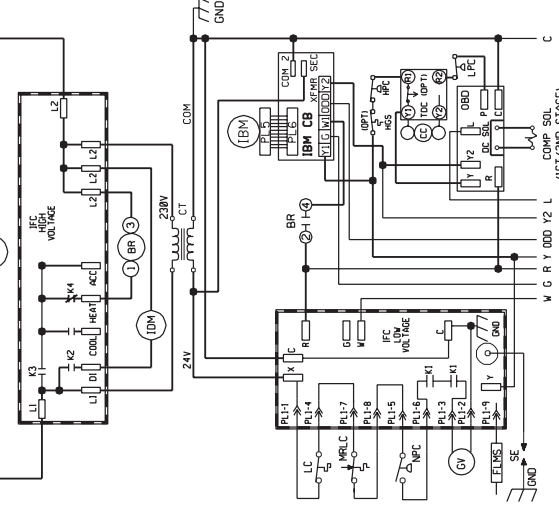 GND
C
L2
COM
COM 2
SEC
XFMR
Y2
ODD
W1
G
Y1
IBM
PL5
PL6
IBM CB
HPC
HGS
(OPT)
R1
R2
TDC (OPT)
Y1
Y2
CC
LPC
OBD
P
C
L
DC SOL
Y2
Y
R
COMP SOL
(1ST/2ND STAGE)
L2
L2
L2
IFC
HIGH
VOLTAGE
230V
CT
BR
3
BR
1
4
2
L
Y2
ODD
Y
R
G
W
ACC
K4
HEAT
COOL
IDM
K3
K2
D1
L1
L1
24V
R
G
W
IFC
LOW
VOLTAGE
C
GND
C
X
K1
K1
Y
PL1-1
PL1-4
PL1-7
PL1-8
PL1-5
PL1-6
PL1-3
PL1-2
PL1-9
LC
MRLC
NPC
GV
FLMS
SE
GND